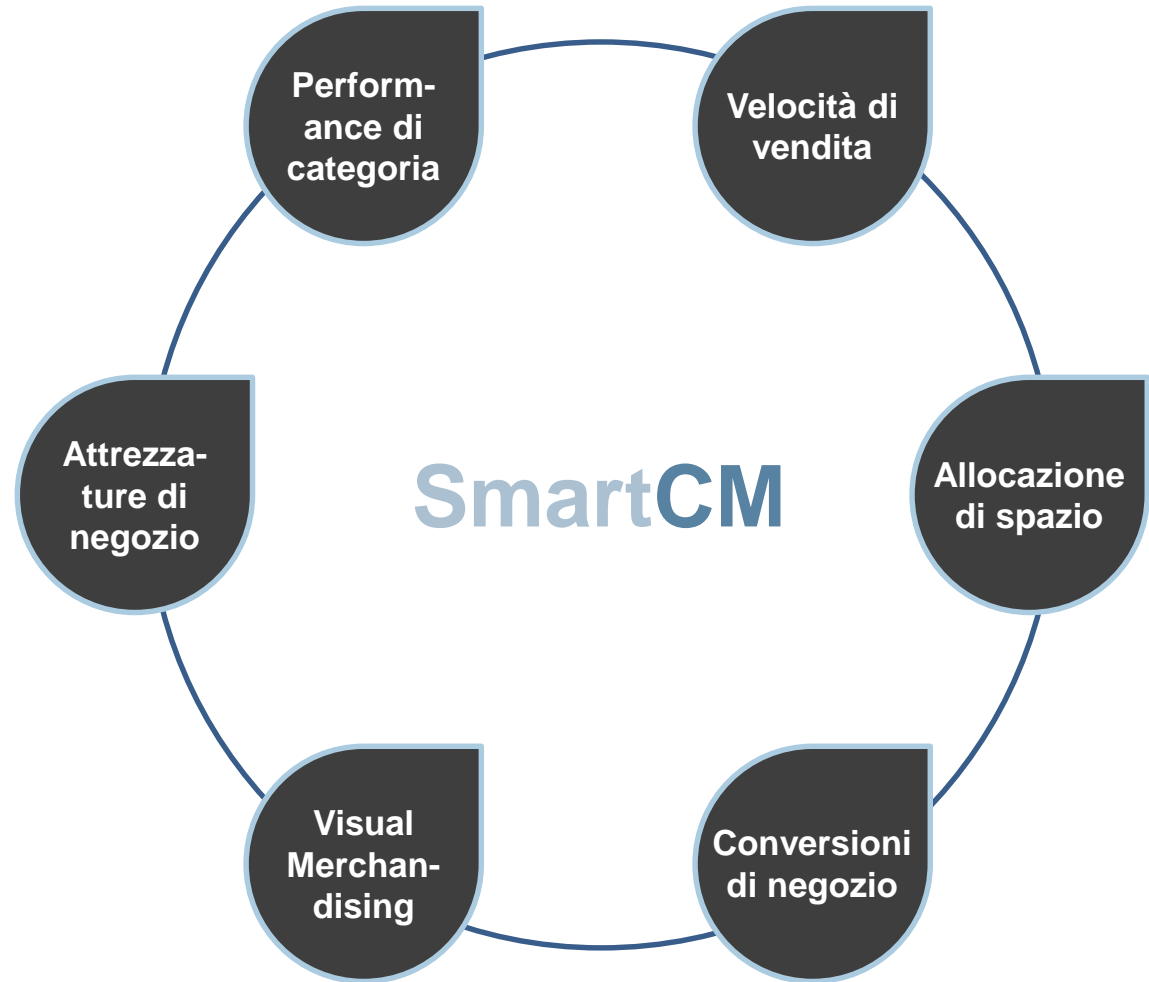 Perform-
ance di
categoria
Velocità di
vendita
Attrezza-
ture di
negozio
SmartCM
Allocazione
di spazio
Visual
Merchan-
dising
Conversioni
di negozio